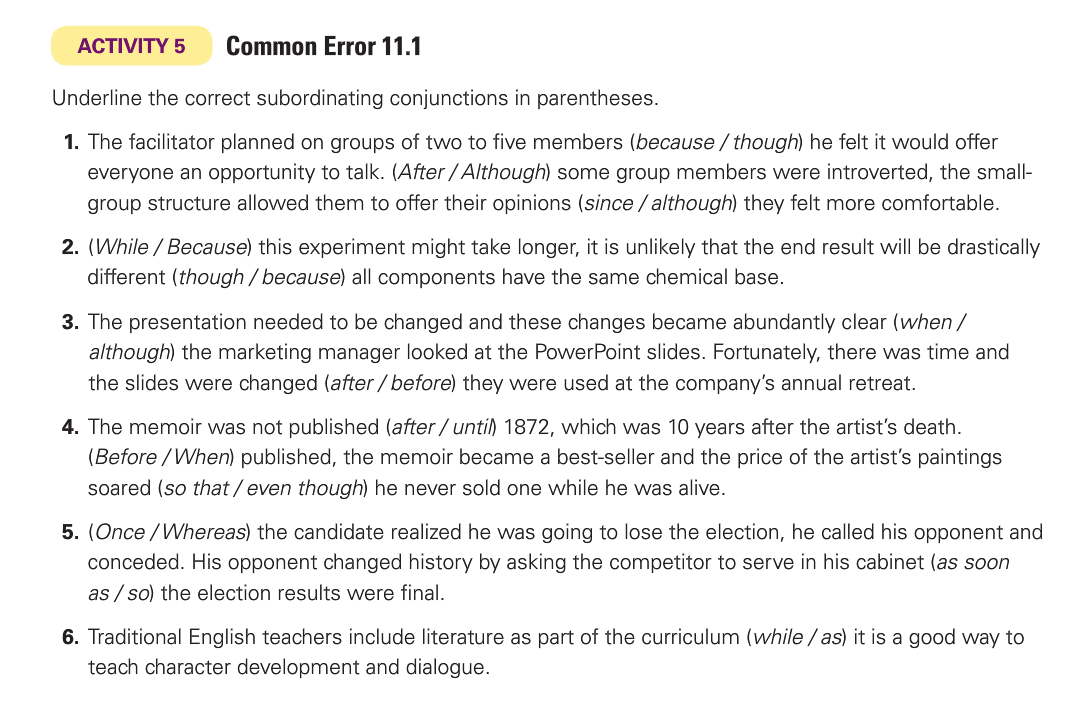 ACTIVITY 5 Common Error 11.1
Underline the correct subordinating conjunctions in parentheses.
1. The facilitator planned on groups of two to five members (because / though) he felt it would offer
everyone an opportunity to talk. (After / Although) some group members were introverted, the small-
group structure allowed them to offer their opinions (since / although) they felt more comfortable.
2. (While / Because) this experiment might take longer, it is unlikely that the end result will be drastically
different (though / because) all components have the same chemical base.
3. The presentation needed to be changed and these changes became abundantly clear (when /
although) the marketing manager looked at the PowerPoint slides. Fortunately, there was time and
the slides were changed (after / before) they were used at the company’s annual retreat.
4. The memoir was not published (after / until) 1872, which was 10 years after the artist’s death.
(Before / When) published, the memoir became a best-seller and the price of the artist’s paintings
soared (so that / even though) he never sold one while he was alive.
5. (Once / Whereas) the candidate realized he was going to lose the election, he called his opponent and
conceded. His opponent changed history by asking the competitor to serve in his cabinet (as soon
as / so) the election results were final.
6. Traditional English teachers include literature as part of the curriculum (while / as) it is a good way to
teach character development and dialogue.